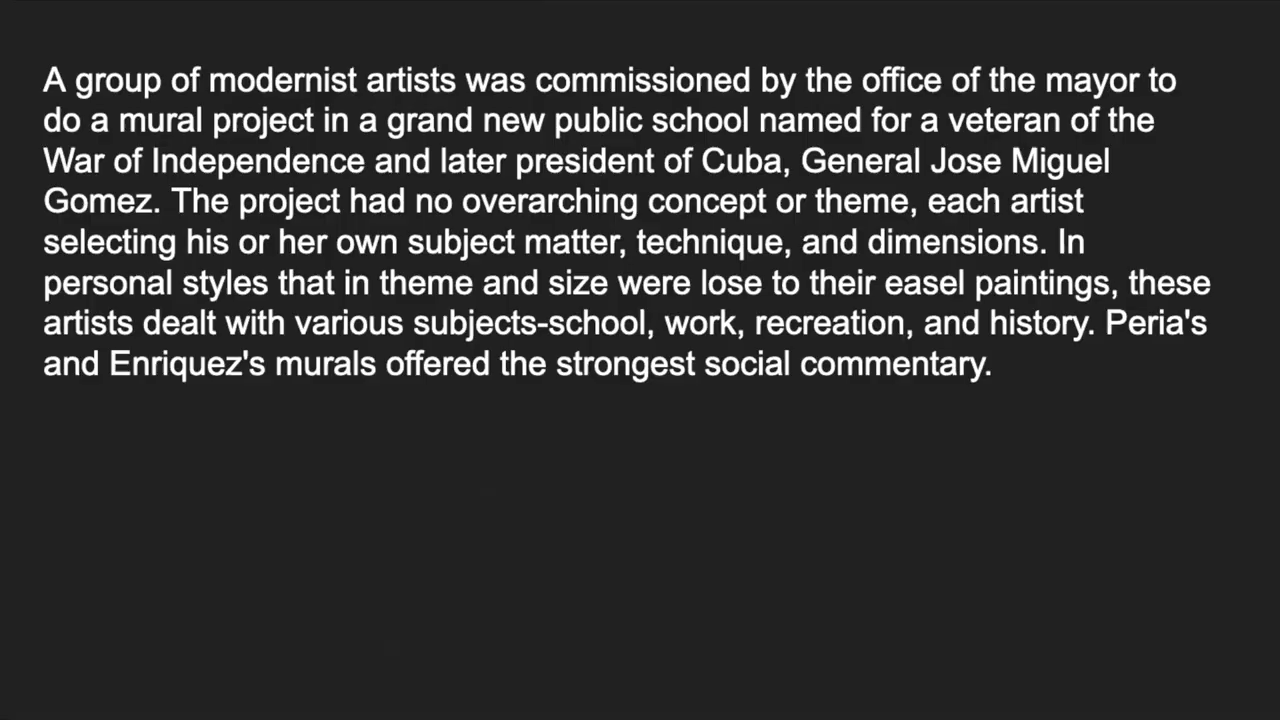 A group of modernist artists was commissioned by the office of the mayor to
do a mural project in a grand new public school named for a veteran of the
War of Independence and later president of Cuba, General Jose Miguel
Gomez. The project had no overarching concept or theme, each artist
selecting his or her own subject matter, technique, and dimensions. In
personal styles that in theme and size were lose to their easel paintings, these
artists dealt with various subjects-school, work, recreation, and history. Peria's
and Enriquez's murals offered the strongest social commentary.